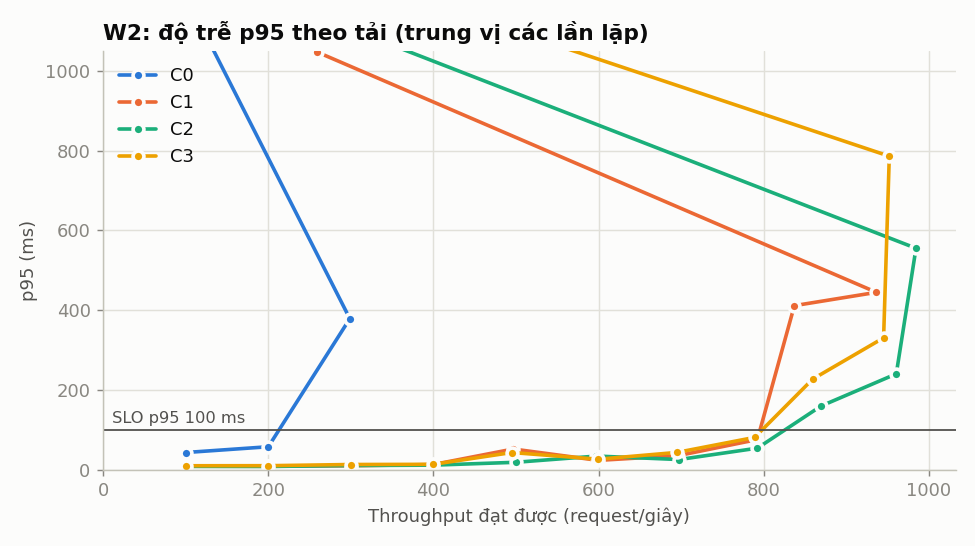 W2: độ trễ p95 theo tải (trung vị các lần lặp)
1000
800
600
400
200
0
p95 (ms)
C0
C1
C2
C3
SLO p95 100 ms
0 200 400 600 800 1000
Throughput đạt được (request/giây)